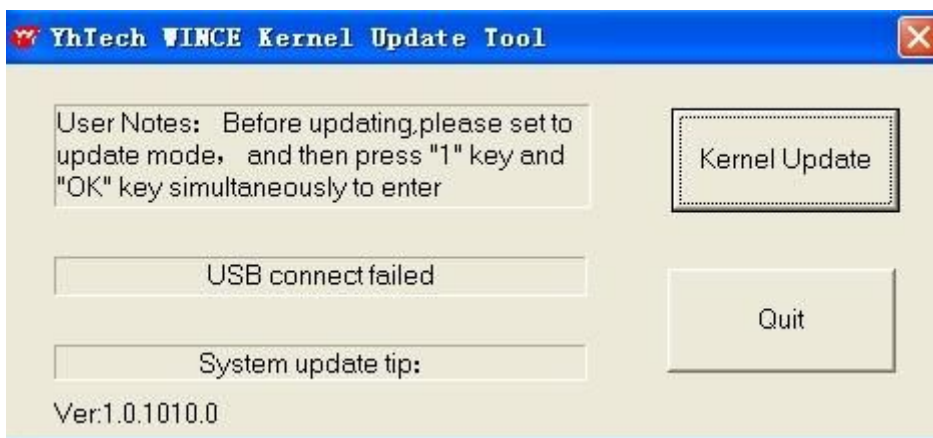 YhTech WINCE Kernel Update Tool
User Notes: Before updating,please set to
update mode, and then press "1" key and
"OK" key simultaneously to enter
Kernel Update
USB connect failed
Quit
System update tip:
Ver:1.0.1010.0